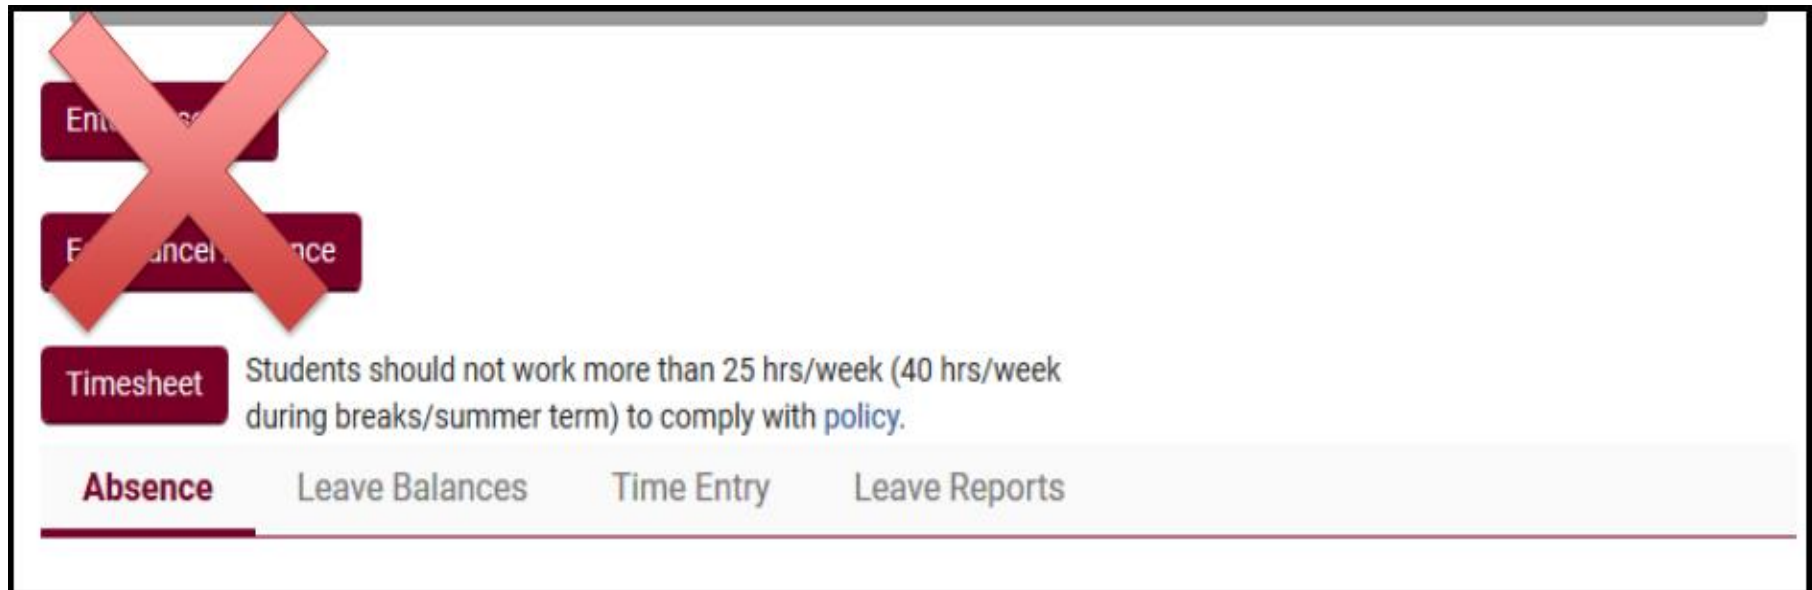 nce
Timesheet
Students should not work more than 25 hrs/week (40 hrs/week
during breaks/summer term) to comply with policy.
Absence Leave Balances Time Entry Leave Reports